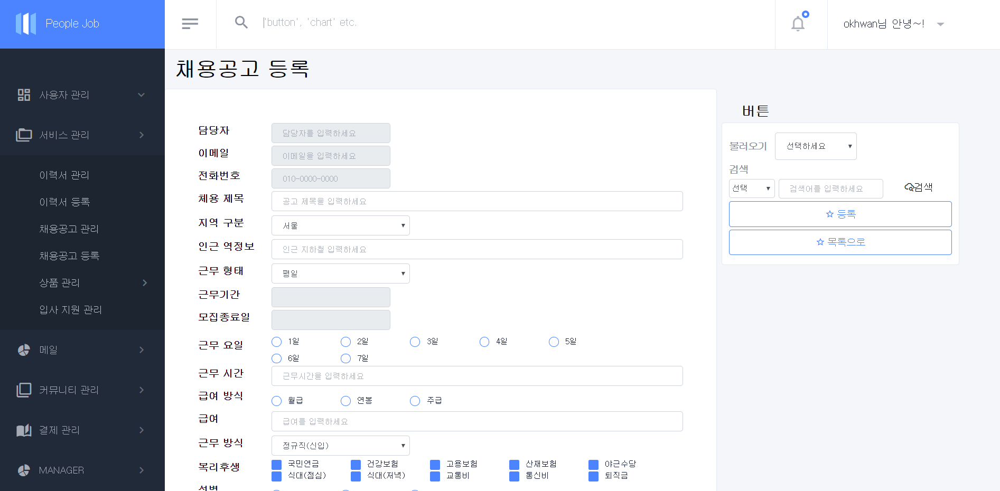 People Job
'button', 'chart' etc.
okhwan님 안녕~!
사용자 관리
서비스 관리
이력서 관리
이력서 등록
채용공고 관리
채용공고 등록
상품 관리
입사 지원 관리
메일
커뮤니티 관리
결제 관리
MANAGER
채용공고 등록
담당자 담당자를 입력하세요
이메일 이메일을 입력하세요
전화번호 010-0000-0000
체용 제목 공고 제목을 입력하세요
지역 구분 서울
인근 역정보 인근 지하철 입력하세요
근무 형태 평일
근무기간
모집종료일
근무 요일 1일 2일 3일 4일 5일
6일 7일
근무 시간 근무시간을 입력하세요
급여 방식 월급 연봉 주급
급여 급여를 입력하세요
근무 방식 정규직(신입)
복리후생 국민연금 건강보험 고용보험 산재보험 야근수당
식대(점심) 식대(저녁) 교통비 통신비 퇴직금
성별
버튼
불러오기 선택하세요
검색
선택 검색어를 입력하세요 검색
☆ 등록
☆ 목록으로